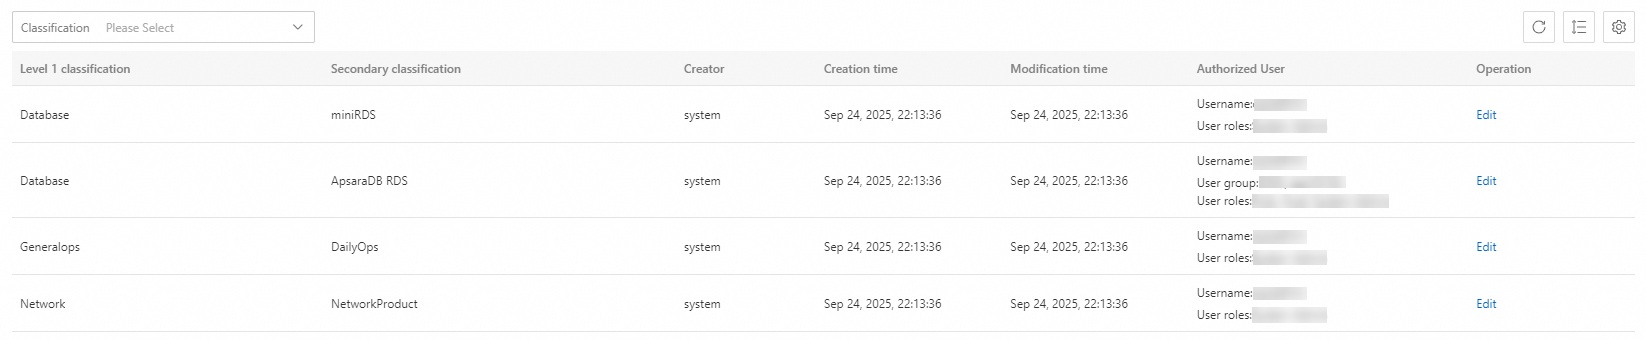 Classification Please Select
Level 1 classification Secondary classification Creator Creation time Modification time Authorized User Operation
Database miniRDS system Sep 24, 2025, 22:13:36 Sep 24, 2025, 22:13:36 Username: Edit
User roles:
Database ApsaraDB RDS system Sep 24, 2025, 22:13:36 Sep 24, 2025, 22:13:36 Username: Edit
User group:
User roles:
Generalops DailyOps system Sep 24, 2025, 22:13:36 Sep 24, 2025, 22:13:36 Username: Edit
User roles:
Network NetworkProduct system Sep 24, 2025, 22:13:36 Sep 24, 2025, 22:13:36 Username: Edit
User roles: